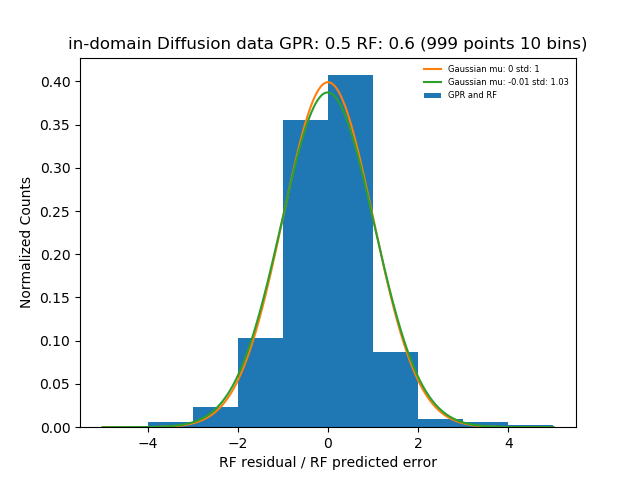 in-domain Diffusion data GPR: 0.5 RF: 0.6 (999 points 10 bins)
Gaussian mu: 0 std: 1
Gaussian mu: -0.01 std: 1.03
GPR and RF
Normalized Counts
0.40
0.35
0.30
0.25
0.20
0.15
0.10
0.05
0.00
−4 −2 0 2 4
RF residual / RF predicted error